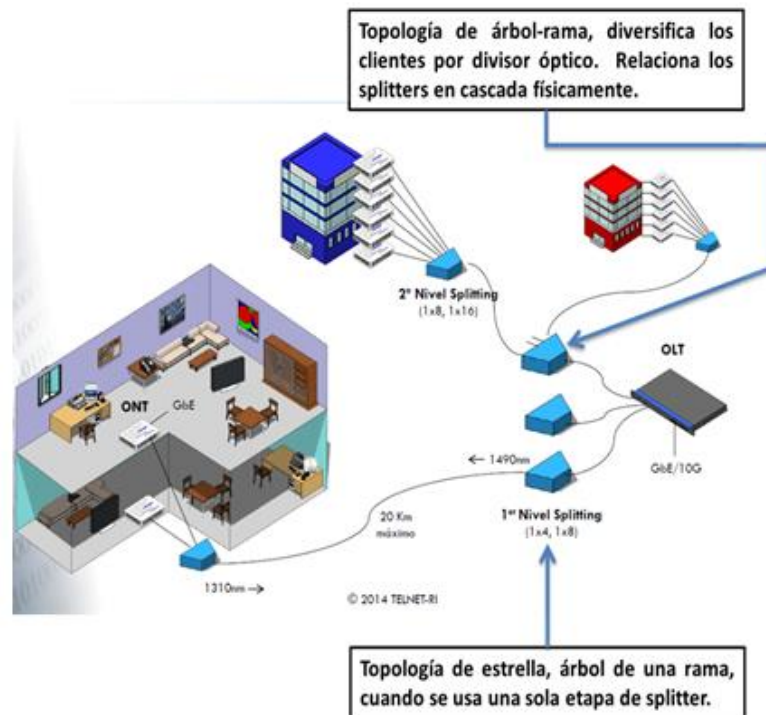 Topología de árbol-rama, diversifica los
clientes por divisor óptico. Relaciona los
splitters en cascada físicamente.
2º Nivel Splitting
(1x8, 1x16)
OLT
ONT
GbE
GbE/10G
← 1490nm
20 Km
máximo
1er Nivel Splitting
(1x4, 1x8)
1310nm →
© 2014 TELNET-RI
Topología de estrella, árbol de una rama,
cuando se usa una sola etapa de splitter.